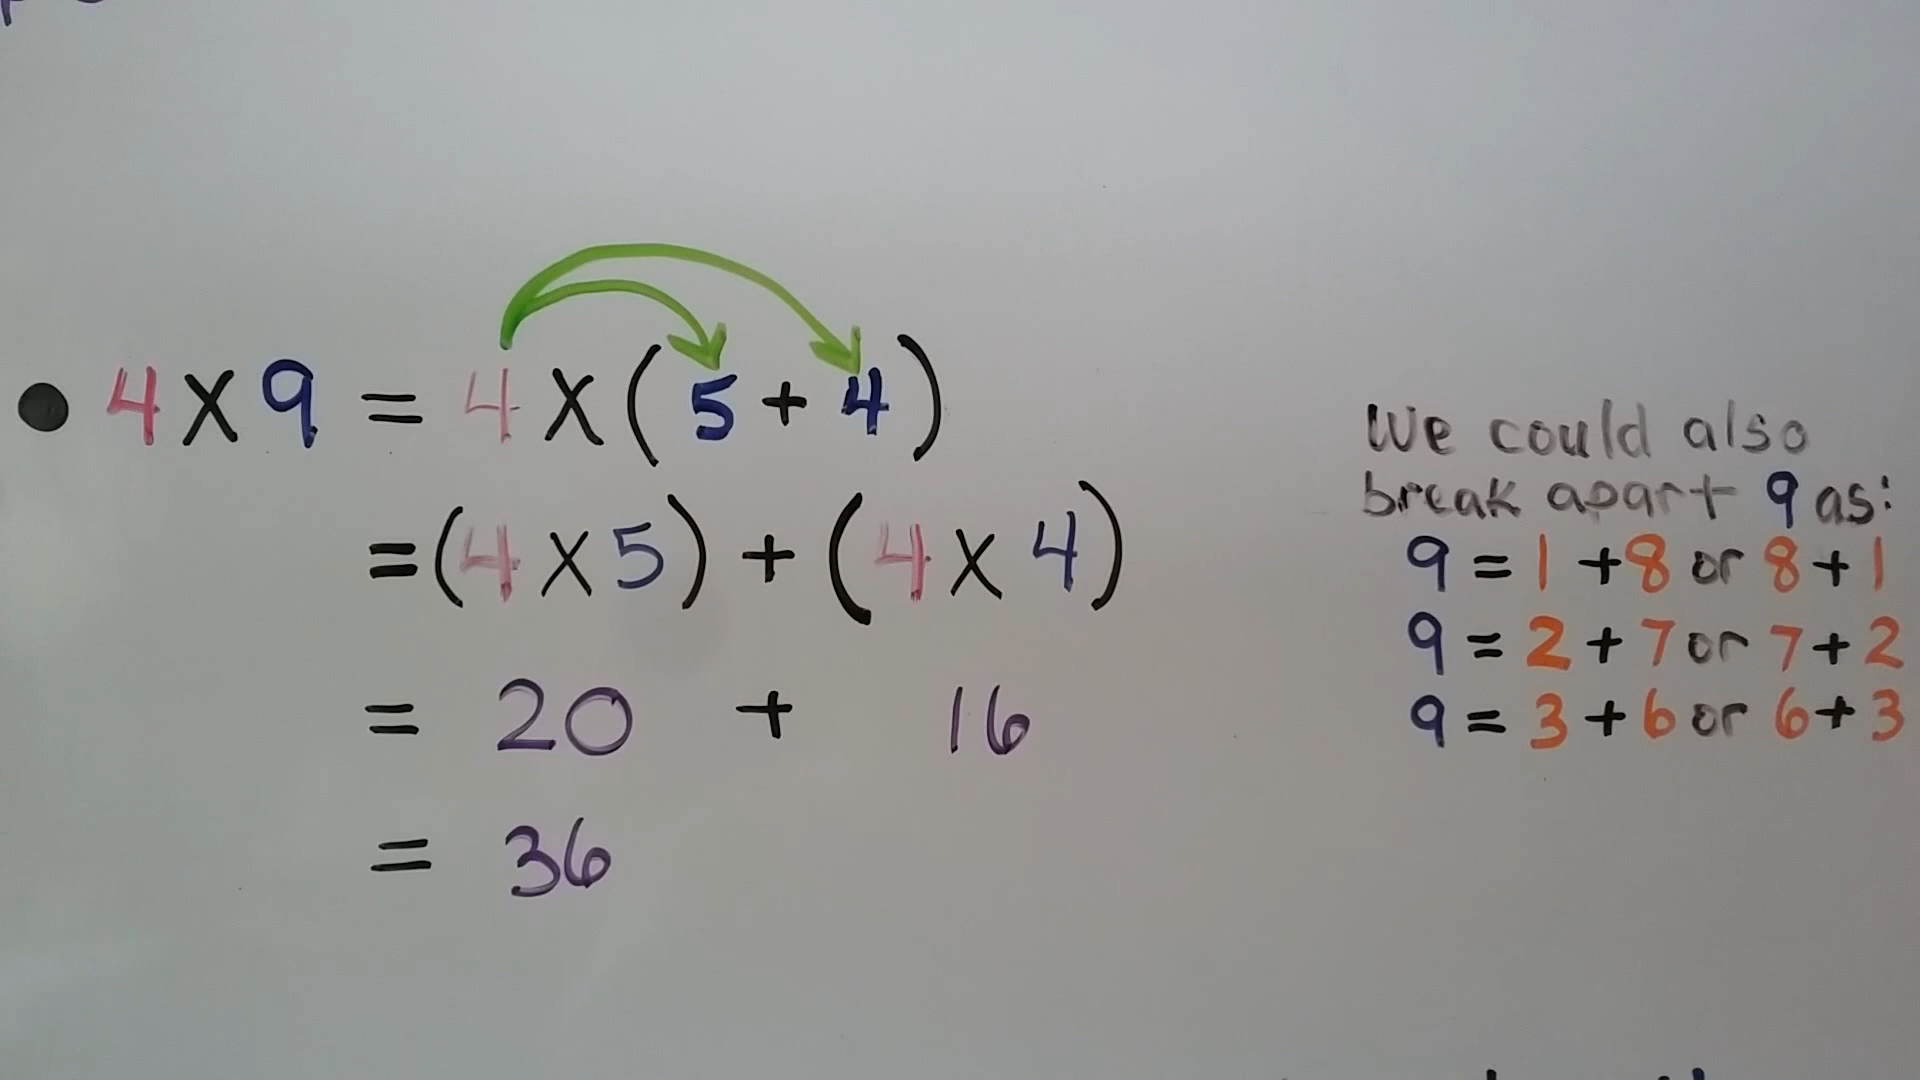 4 x 9 = 4 x (5 + 4)
= (4 x 5) + (4 x 4)
= 20 + 16
= 36
We could also
break apart 9 as:
9 = 1 + 8 or 8 + 1
9 = 2 + 7 or 7 + 2
9 = 3 + 6 or 6 + 3